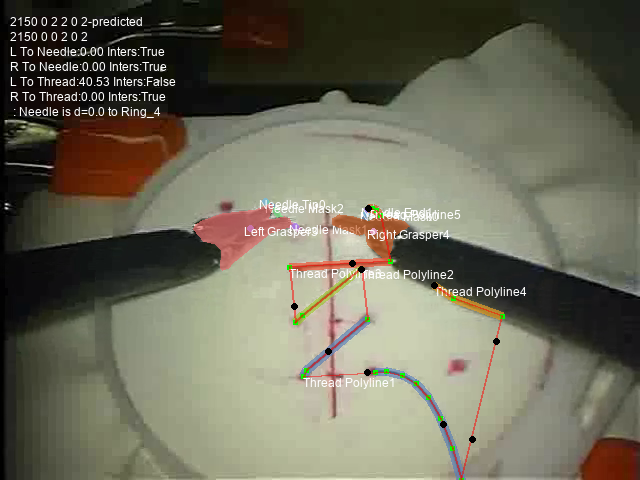 2150 0 2 2 0 2-predicted
2150 0 0 2 0 2
L To Needle:0.00 Inters:True
R To Needle:0.00 Inters:True
L To Thread:40.53 Inters:False
R To Thread:0.00 Inters:True
: Needle is d=0.0 to Ring_4
Needle Tip0
Needle Mask2
Left Grasper3
Needle Mask1
Right Grasper4
Thread Polyline2
Thread Polyline4
Thread Polyline1